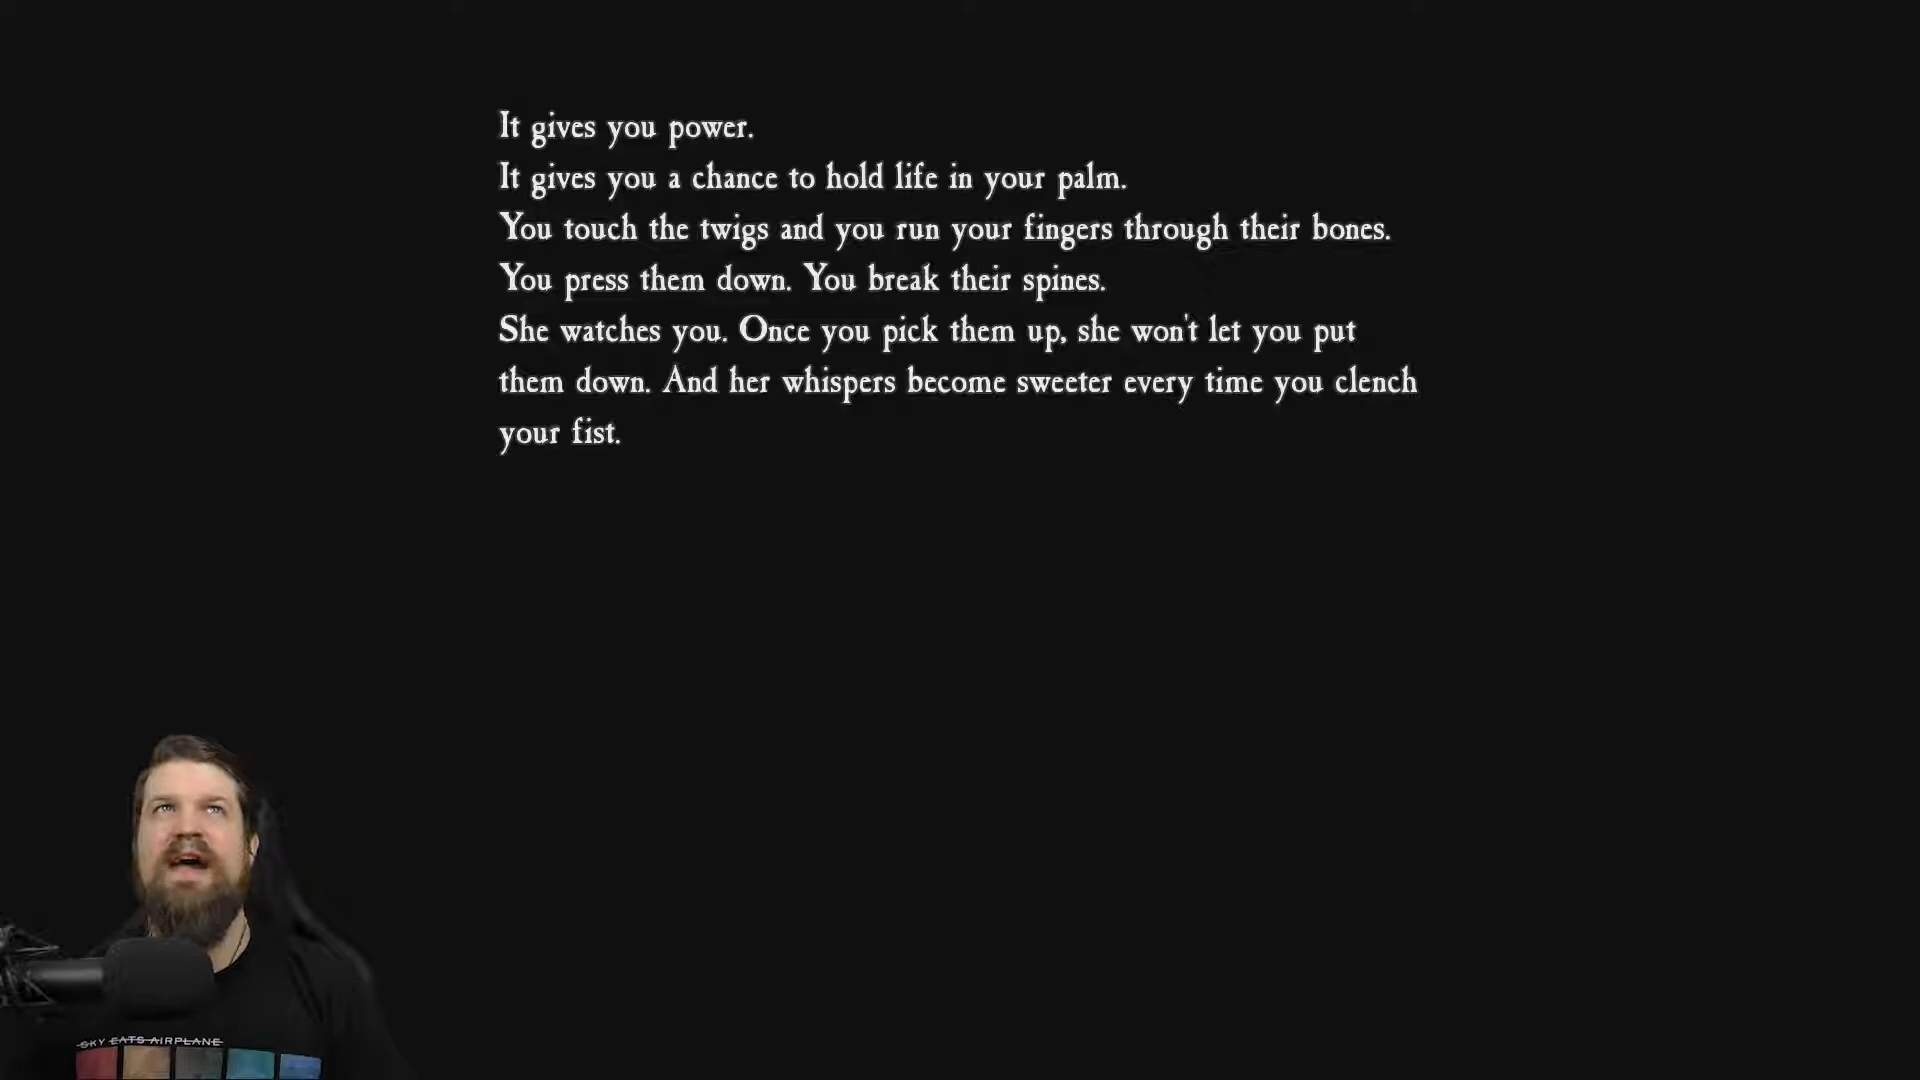 It gives you power.
It gives you a chance to hold life in your palm.
You touch the twigs and you run your fingers through their bones.
You press them down. You break their spines.
She watches you. Once you pick them up, she won't let you put
them down. And her whispers become sweeter every time you clench
your fist.
SKY EATS AIRPLANE